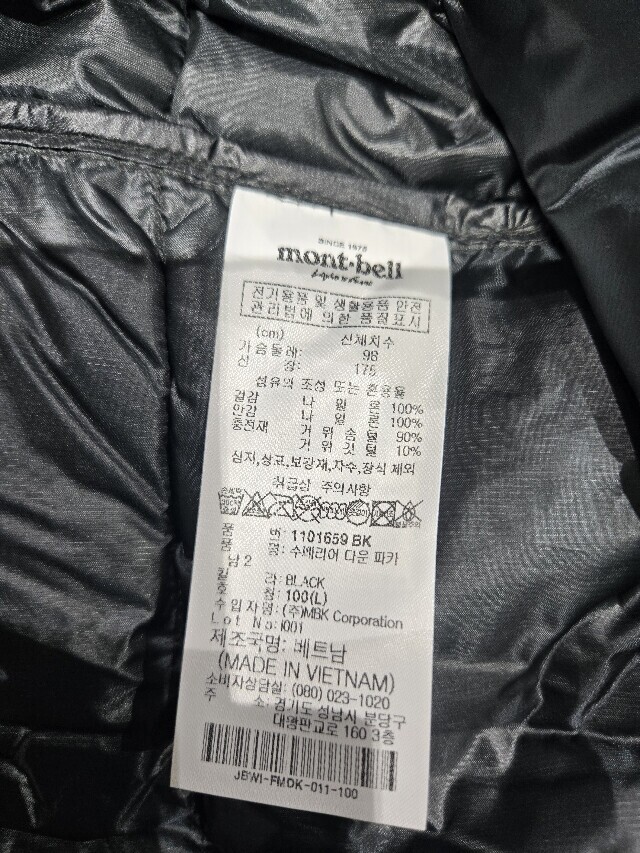 SINCE 1975
mont·bell
전기용품 및 생활용품 안전
관리법에 의한 품질표시
(cm) 신체치수
가슴둘레: 98
신 장: 175
섬유의 조성 또는 혼용율
겉감 나 일 론 100%
안감 나 일 론 100%
충전재 거 위 솜 털 90%
거 위 깃 털 10%
심지,상표,보강재,자수,장식 제외
취급상 주의사항
품 번: 1101659 BK
품 명: 수페리어 다운 파카
남2
칼 라: BLACK
호 칭: 100(L)
수 입 자 명: (주)MBK Corporation
Lot No: I001
제조국명: 베트남
(MADE IN VIETNAM)
소비자상담실: (080) 023-1020
주 소: 경기도 성남시 분당구
대왕판교로 160 3층
JBWI-FMDK-011-100